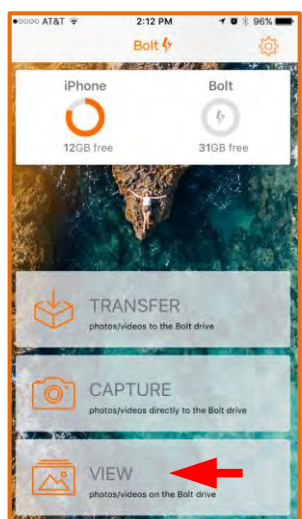 AT&T 2:12 PM 96%
Bolt
iPhone Bolt
12GB free 31GB free
TRANSFER
photos/videos to the Bolt drive
CAPTURE
photos/videos directly to the Bolt drive
VIEW
photos/videos on the Bolt drive